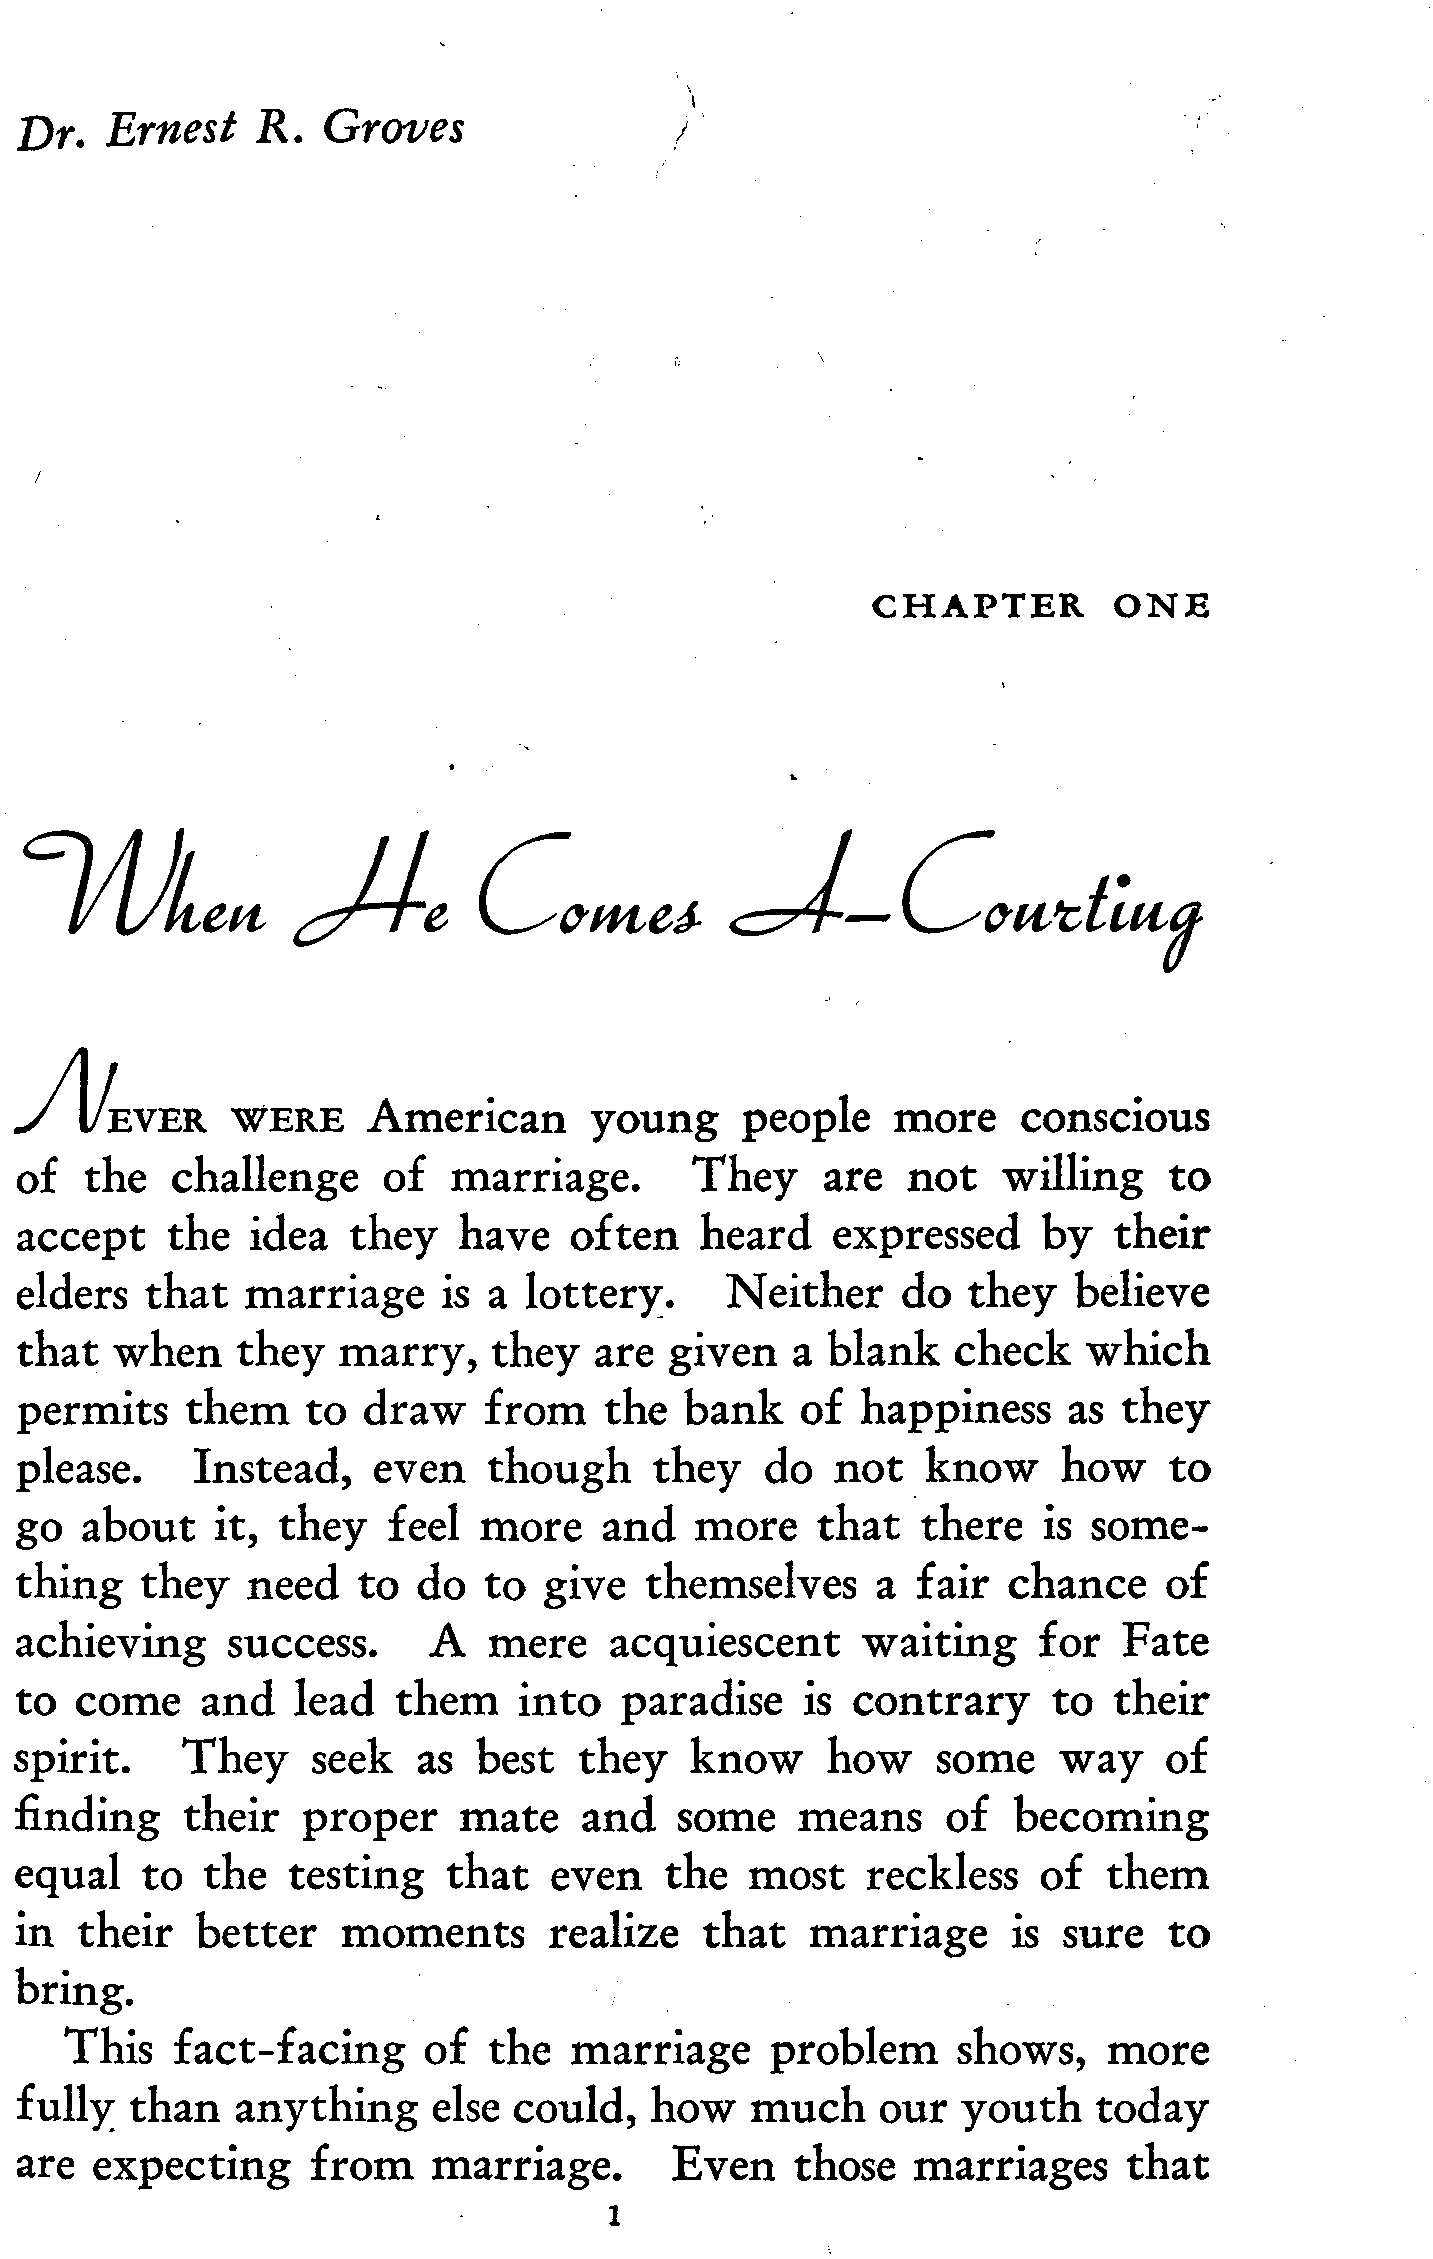 Dr. Ernest R. Groves
CHAPTER ONE
When He Comes A-Courting
NEVER WERE American young people more conscious
of the challenge of marriage. They are not willing to
accept the idea they have often heard expressed by their
elders that marriage is a lottery. Neither do they believe
that when they marry, they are given a blank check which
permits them to draw from the bank of happiness as they
please. Instead, even though they do not know how to
go about it, they feel more and more that there is some-
thing they need to do to give themselves a fair chance of
achieving success. A mere acquiescent waiting for Fate
to come and lead them into paradise is contrary to their
spirit. They seek as best they know how some way of
finding their proper mate and some means of becoming
equal to the testing that even the most reckless of them
in their better moments realize that marriage is sure to
bring.
This fact-facing of the marriage problem shows, more
fully than anything else could, how much our youth today
are expecting from marriage. Even those marriages that
1